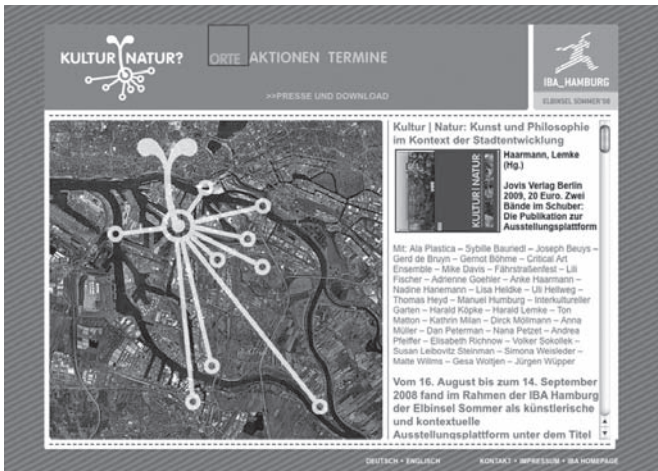 KULTUR NATUR?
ORTE AKTIONEN TERMINE
>>PRESSE UND DOWNLOAD
IBA_HAMBURG
ELBINSEL SOMMER'08
Kultur | Natur: Kunst und Philosophie
im Kontext der Stadtentwicklung
KULTUR|NATUR
Haarmann, Lemke
(Hg.)
Jovis Verlag Berlin
2009, 20 Euro. Zwei
Bände im Schuber:
Die Publikation zur
Ausstellungsplattform
Mit: Ala Plastica – Sybille Bauriedl – Joseph Beuys –
Gerd de Bruyn – Gernot Böhme – Critical Art
Ensemble – Mike Davis – Fährstraßenfest – Lili
Fischer – Adrienne Goehler – Anke Haarmann –
Nadine Hanemann – Lisa Heldke – Uli Hellweg –
Thomas Heyd – Manuel Humburg – Interkultureller
Garten – Harald Köpke – Harald Lemke – Ton
Matton – Kathrin Milan – Dirck Möllmann – Anna
Müller – Dan Peterman – Nana Petzet – Andrea
Pfeiffer – Elisabeth Richnow – Volker Sokollek –
Susan Leibovitz Steinman – Simona Weisleder –
Malte Willms – Gesa Woltjen – Jürgen Wüpper
Vom 16. August bis zum 14. September
2008 fand im Rahmen der IBA Hamburg
der Elbinsel Sommer als künstlerische
und kontextuelle
Ausstellungsplattform unter dem Titel
DEUTSCH • ENGLISCH
KONTAKT • IMPRESSUM • IBA HOMEPAGE